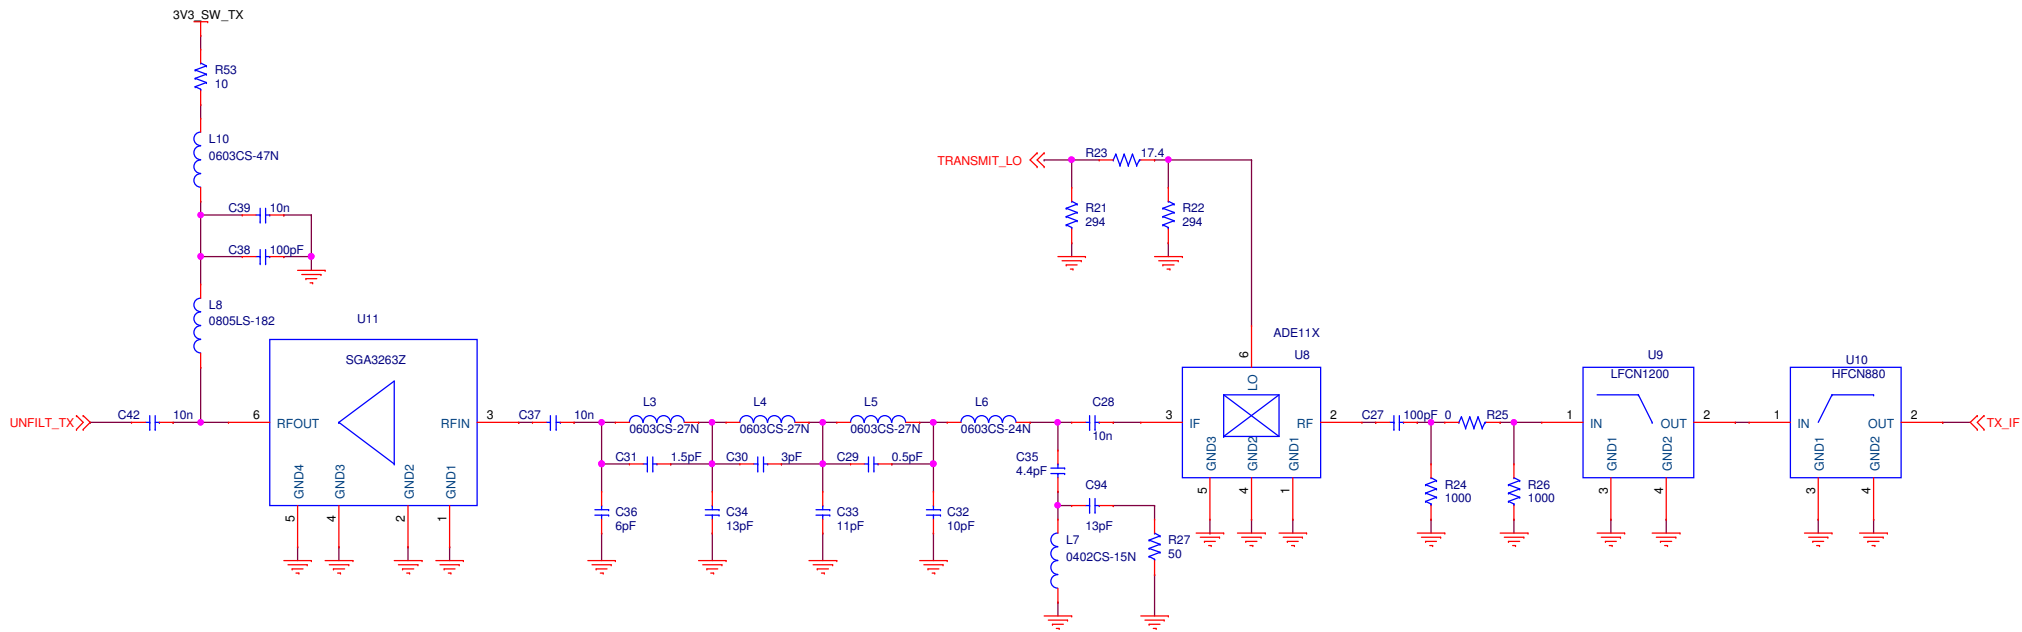 3V3_SW_TX
R53
10
L10
0603CS-47N
C39
10n
C38
100pF
L8
0805LS-182
U11
SGA3263Z
UNFILT_TX
C42
10n
6
RFOUT
RFIN
3
GND4
GND3
GND2
GND1
5
4
2
1
C37
10n
L3
0603CS-27N
L4
0603CS-27N
L5
0603CS-27N
L6
0603CS-24N
C31
1.5pF
C30
3pF
C29
0.5pF
C36
6pF
C34
13pF
C33
11pF
C32
10pF
C28
10n
C35
4.4pF
C94
13pF
L7
0402CS-15N
R27
50
TRANSMIT_LO
R23
17.4
R21
294
R22
294
ADE11X
U8
6
LO
3
IF
RF
2
GND3
GND2
GND1
5
4
1
C27
100pF
0
R25
R24
1000
R26
1000
U9
LFCN1200
1
IN
OUT
2
GND1
GND2
3
4
U10
HFCN880
1
IN
OUT
2
GND1
GND2
3
4
TX_IF